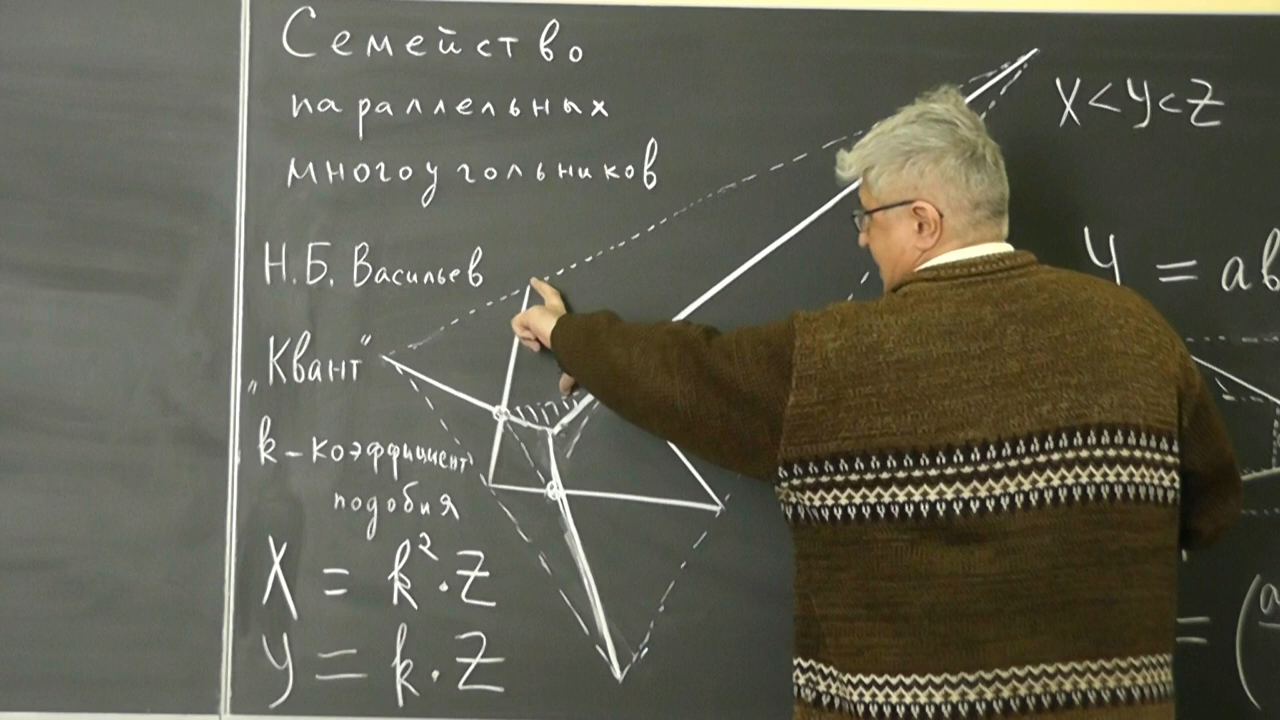 Семейство
параллельных
многоугольников
Н.Б. Васильев
„Квант"
k – коэффициент
подобия
X = k² · Z
Y = k · Z
X < Y < Z
Y = ab
= (a